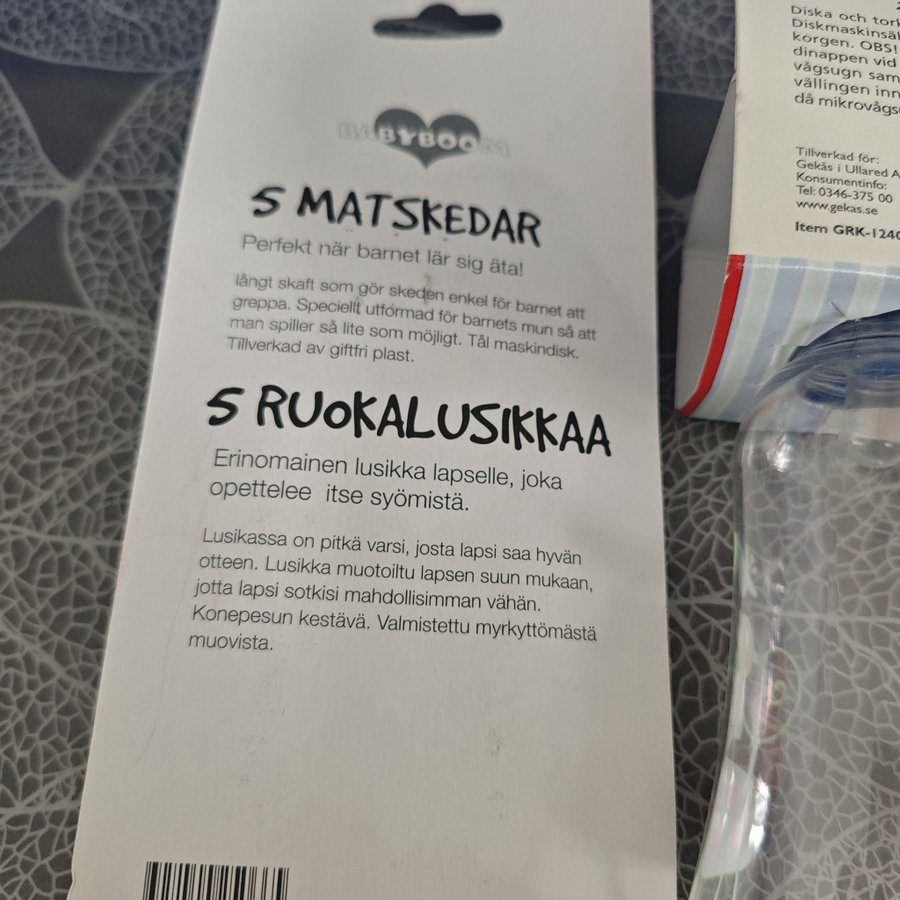 BABYBOOM
5 MATSKEDAR
Perfekt när barnet lär sig äta!
långt skaft som gör skeden enkel för barnet att
greppa. Speciellt utformad för barnets mun så att
man spiller så lite som möjligt. Tål maskindisk.
Tillverkad av giftfri plast.
5 RUOKALUSIKKAA
Erinomainen lusikka lapselle, joka
opettelee itse syömistä.
Lusikassa on pitkä varsi, josta lapsi saa hyvän
otteen. Lusikka muotoiltu lapsen suun mukaan,
jotta lapsi sotkisi mahdollisimman vähän.
Konepesun kestävä. Valmistettu myrkyttömästä
muovista.
Diska och
korgen. OBS!
dinappen vid
vågsugn sam
vällingen inn
då
Tillverkad för:
Gekås i Ullared A
Konsumentinfo:
Tel: 0346-375 00
www.gekas.se
Item GRK-1240